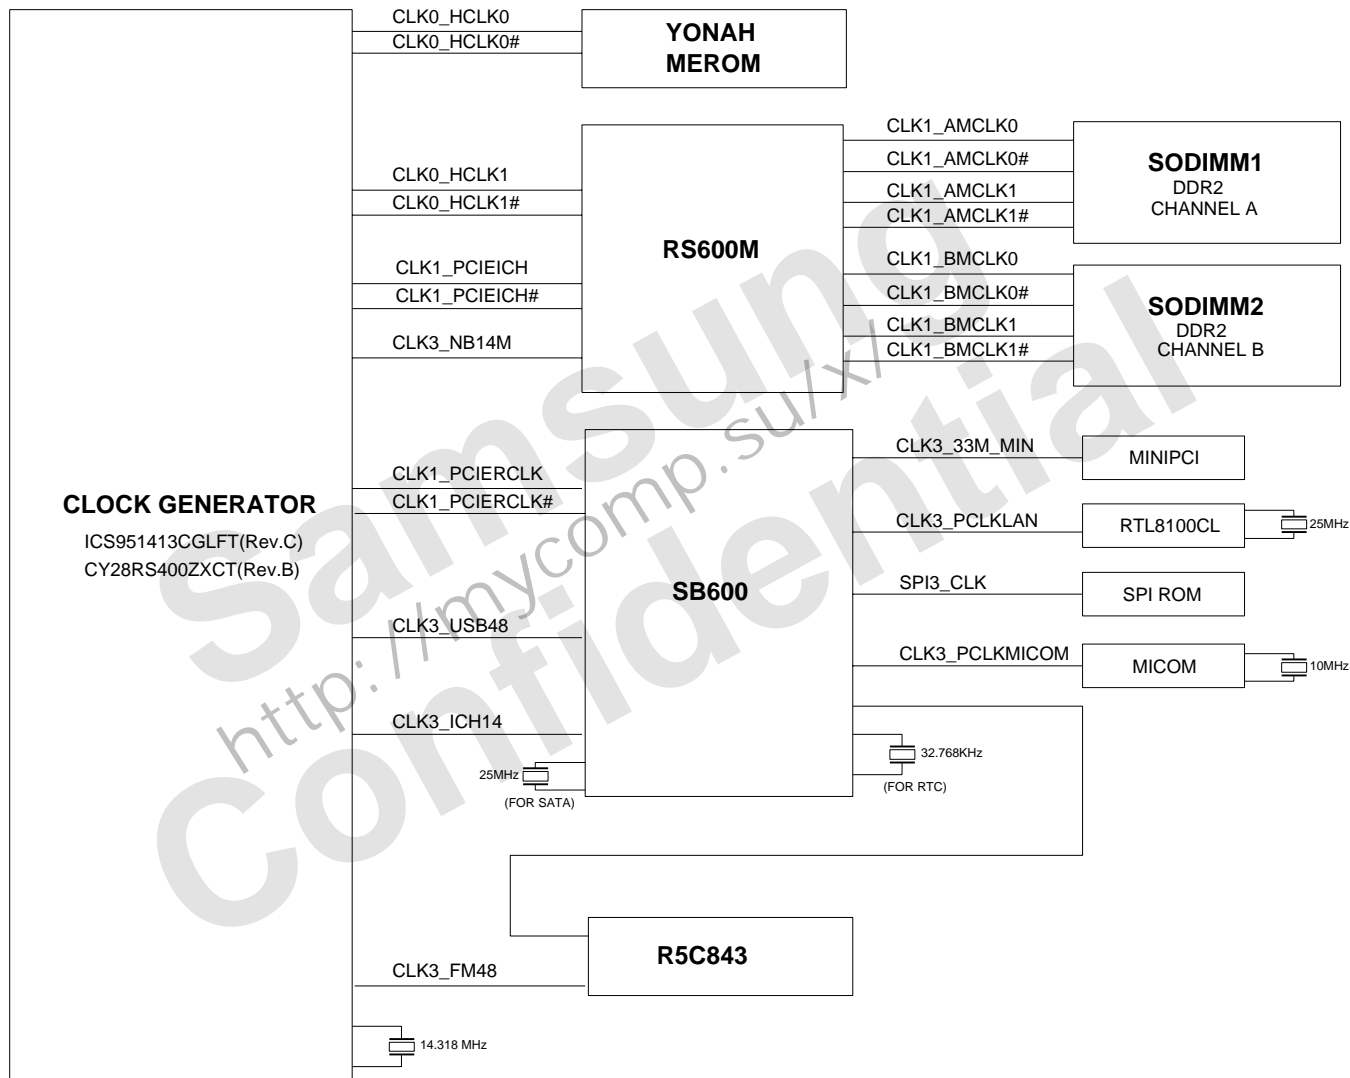 CLK0_HCLK0
CLK0_HCLK0#
YONAH
MEROM
CLK0_HCLK1
CLK0_HCLK1#
CLK1_PCIEICH
CLK1_PCIEICH#
CLK3_NB14M
RS600M
CLK1_AMCLK0
CLK1_AMCLK0#
CLK1_AMCLK1
CLK1_AMCLK1#
SODIMM1
DDR2
CHANNEL A
CLK1_BMCLK0
CLK1_BMCLK0#
CLK1_BMCLK1
CLK1_BMCLK1#
SODIMM2
DDR2
CHANNEL B
CLOCK GENERATOR
ICS951413CGLFT(Rev.C)
CY28RS400ZXCT(Rev.B)
CLK1_PCIERCLK
CLK1_PCIERCLK#
CLK3_USB48
CLK3_ICH14
25MHz
(FOR SATA)
SB600
CLK3_33M_MIN
MINIPCI
CLK3_PCLKLAN
RTL8100CL
25MHz
SPI3_CLK
SPI ROM
CLK3_PCLKMICOM
MICOM
10MHz
32.768KHz
(FOR RTC)
R5C843
CLK3_FM48
14.318 MHz
Samsung
Confidential
http://mycomp.su/x/